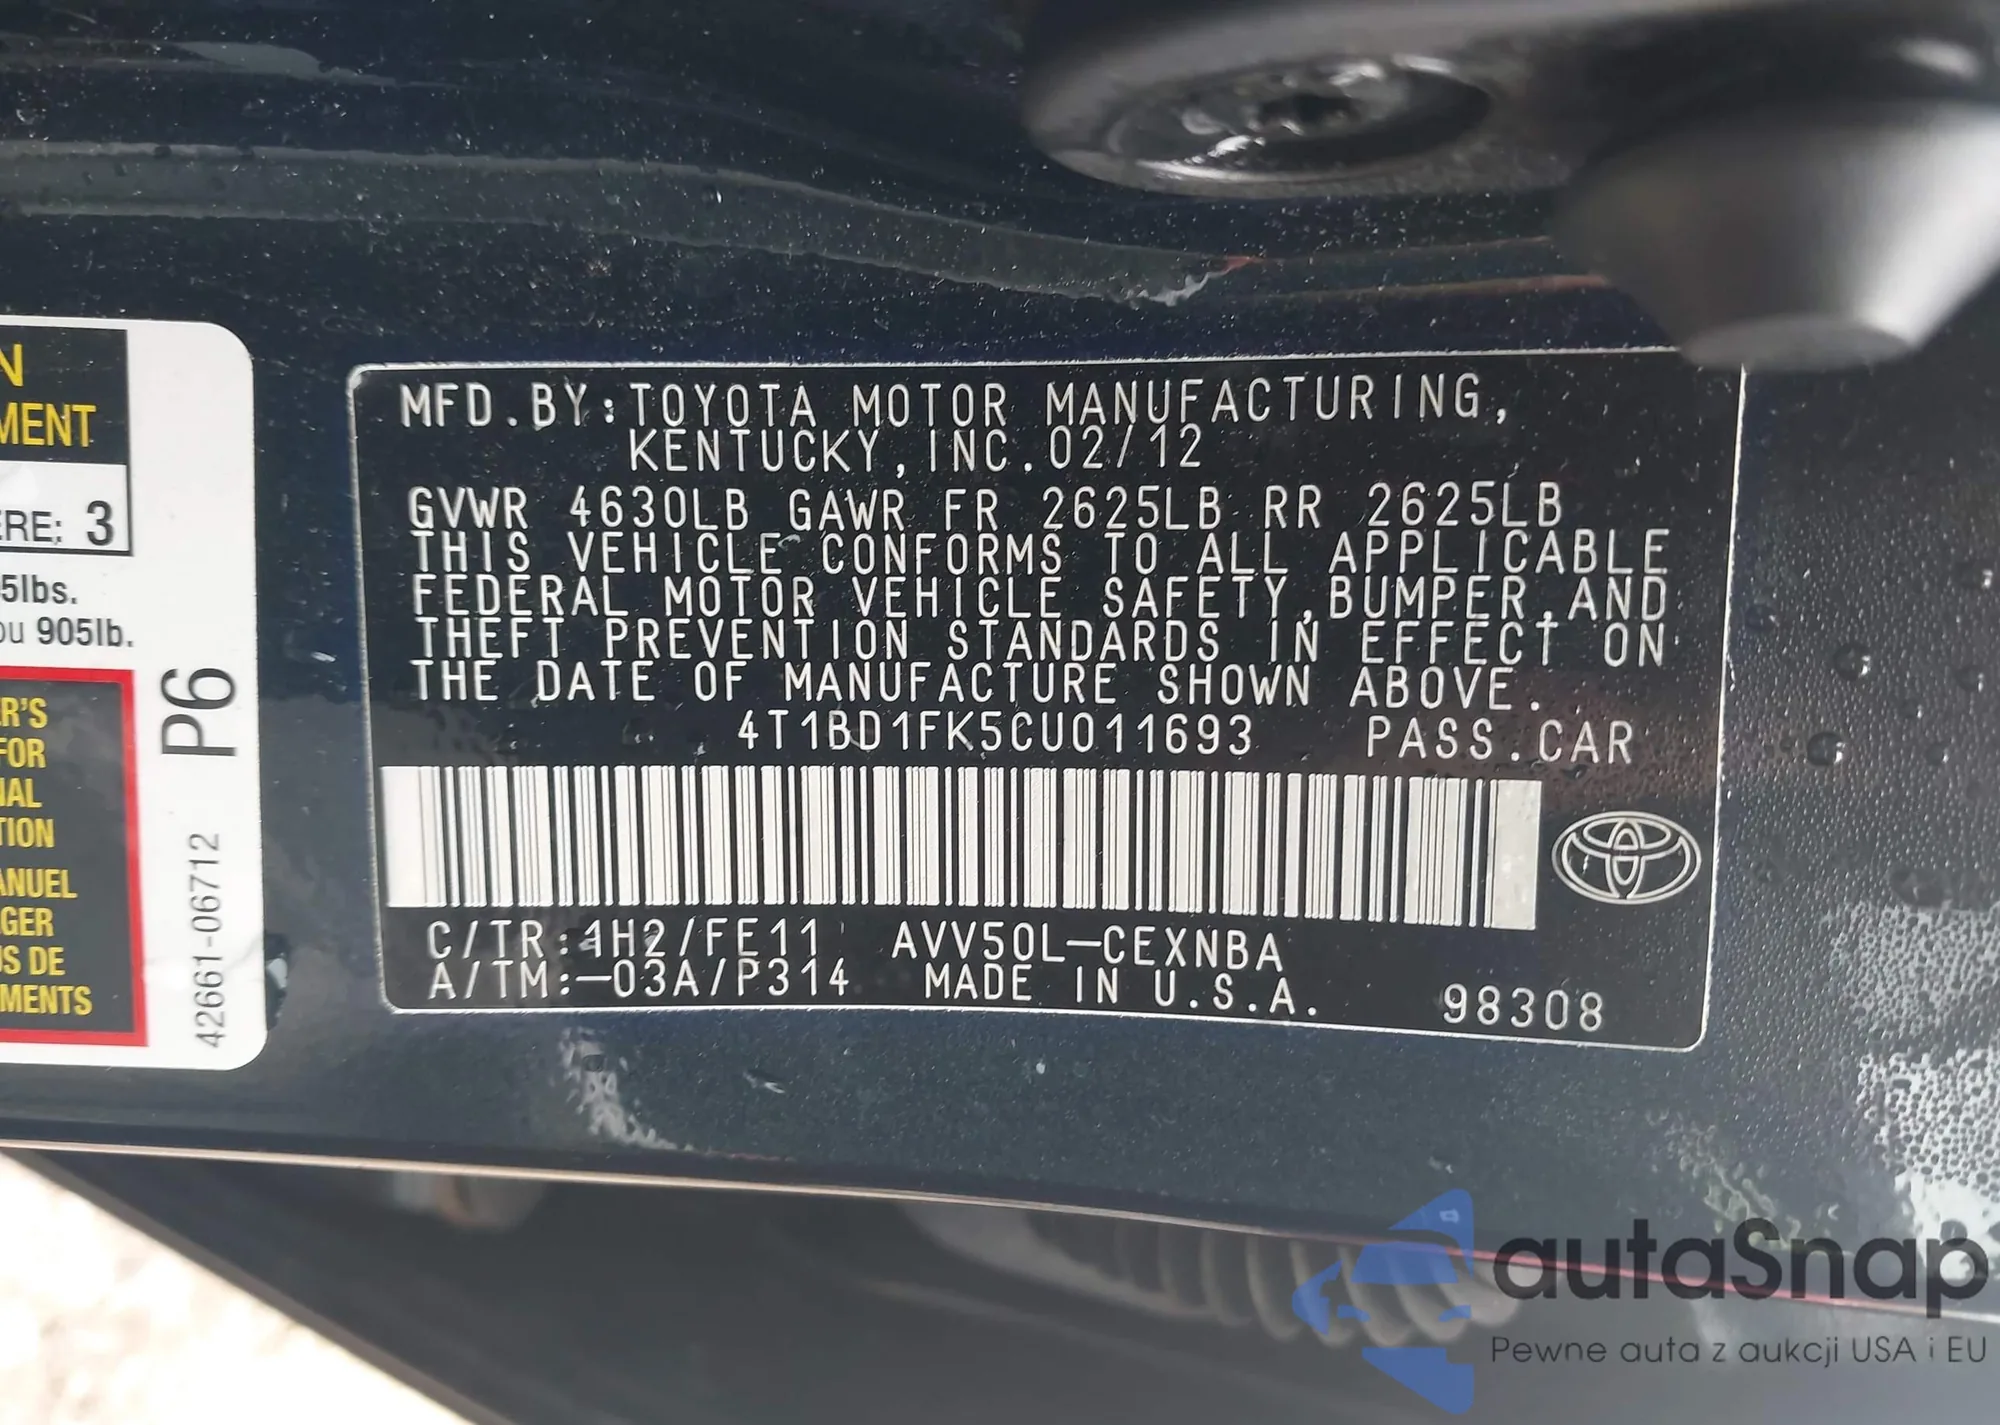 N
MENT
ERE: 3
5lbs.
ou 905lb.
R'S
FOR
NAL
TION
ANUEL
GER
US DE
MENTS
P6
42661-06712
MFD.BY:TOYOTA MOTOR MANUFACTURING,
KENTUCKY,INC.02/12
GVWR 4630LB GAWR FR 2625LB RR 2625LB
THIS VEHICLE CONFORMS TO ALL APPLICABLE
FEDERAL MOTOR VEHICLE SAFETY,BUMPER,AND
THEFT PREVENTION STANDARDS IN EFFECT ON
THE DATE OF MANUFACTURE SHOWN ABOVE.
4T1BD1FK5CU011693 PASS.CAR
C/TR:1H2/FE11 AVV50L-CEXNBA
A/TM:-03A/P314 MADE IN U.S.A. 98308
autaSnap
Pewne auta z aukcji USA i EU